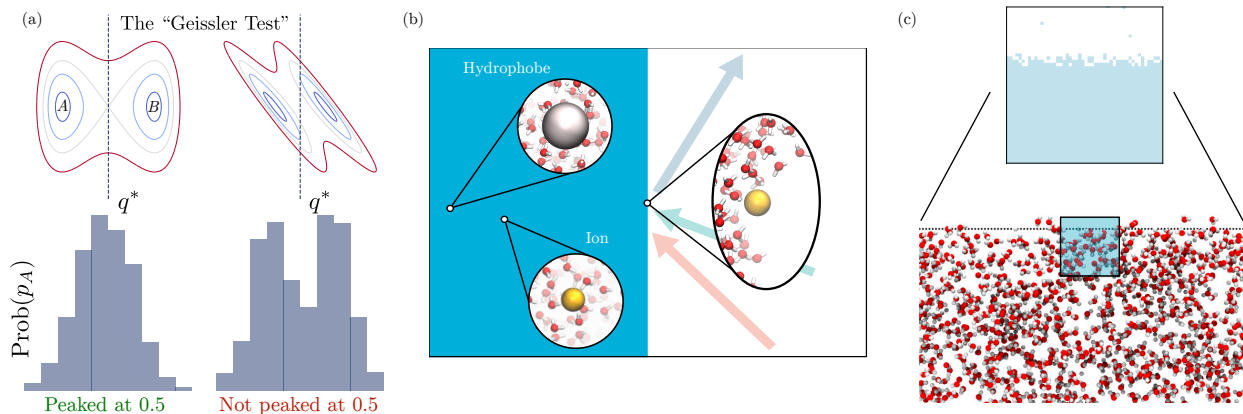 (a)
The “Geissler Test”
A
B
q*
q*
Prob(p_A)
Peaked at 0.5
Not peaked at 0.5
(b)
Hydrophobe
Ion
(c)